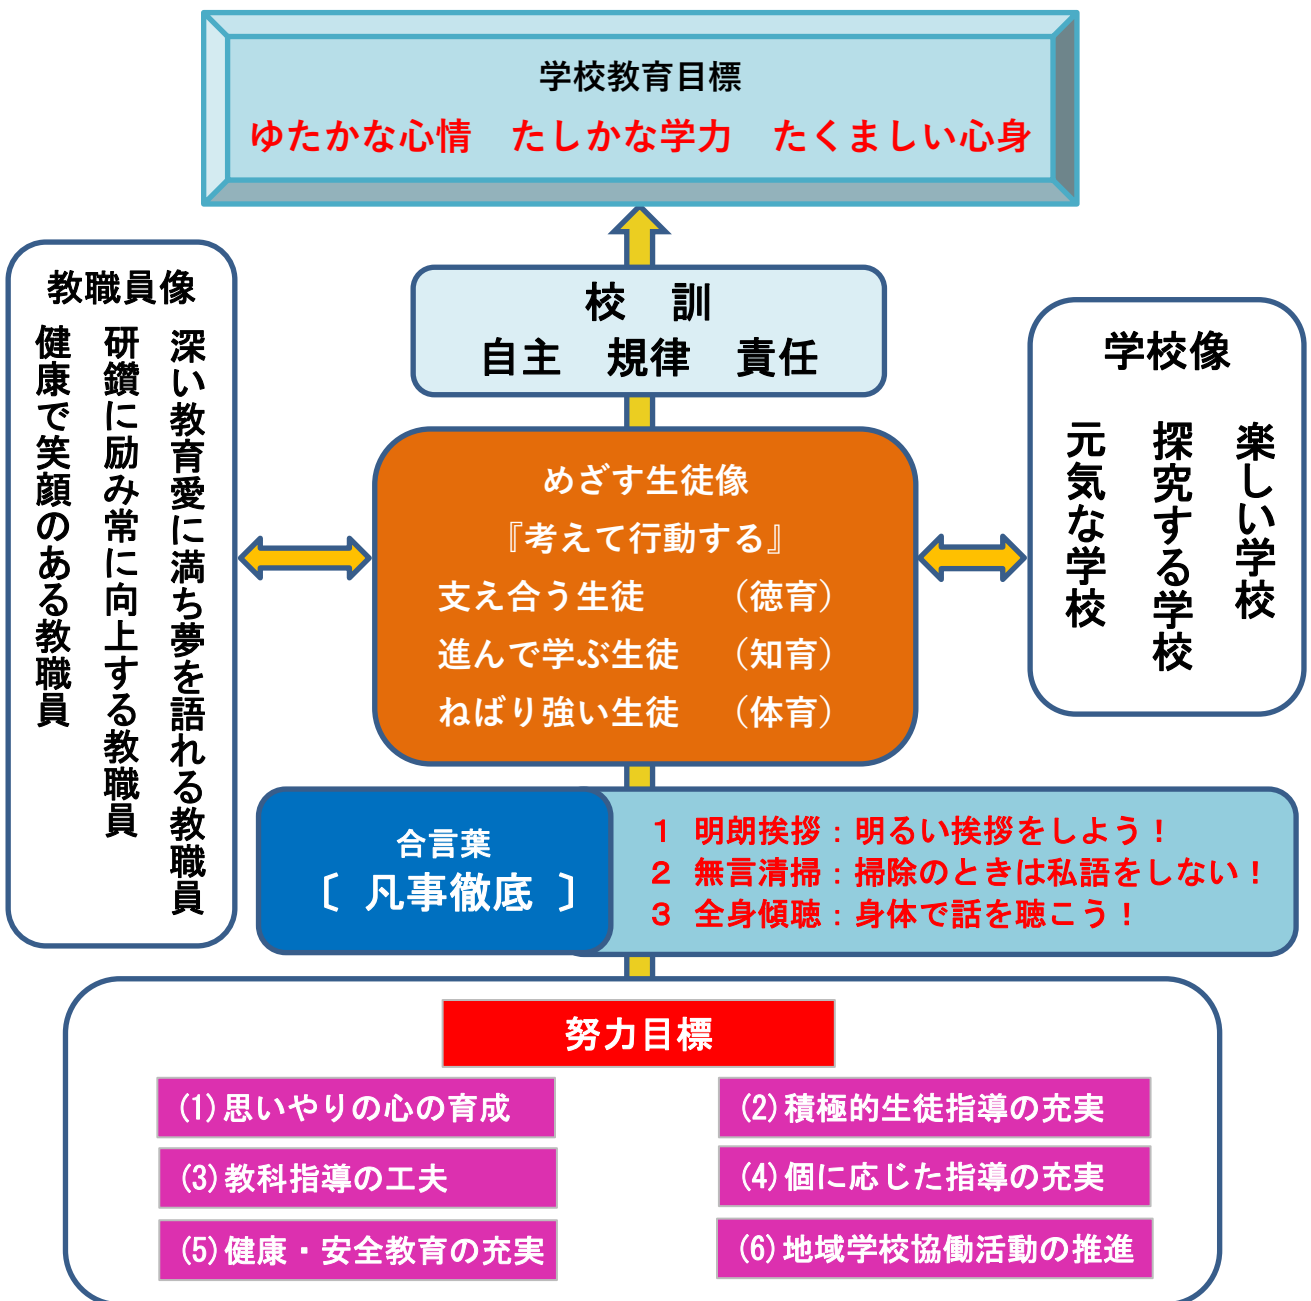 学校教育目標
ゆたかな心情　たしかな学力　たくましい心身
校　訓
自主　規律　責任
教職員像
深い教育愛に満ち夢を語れる教職員
研鑽に励み常に向上する教職員
健康で笑顔のある教職員
めざす生徒像
『考えて行動する』
支え合う生徒　　（徳育）
進んで学ぶ生徒　（知育）
ねばり強い生徒　（体育）
学校像
楽しい学校
探究する学校
元気な学校
合言葉
〔 凡事徹底 〕
１ 明朗挨拶：明るい挨拶をしよう！
２ 無言清掃：掃除のときは私語をしない！
３ 全身傾聴：身体で話を聴こう！
努力目標
(1)思いやりの心の育成
(2)積極的生徒指導の充実
(3)教科指導の工夫
(4)個に応じた指導の充実
(5)健康・安全教育の充実
(6)地域学校協働活動の推進